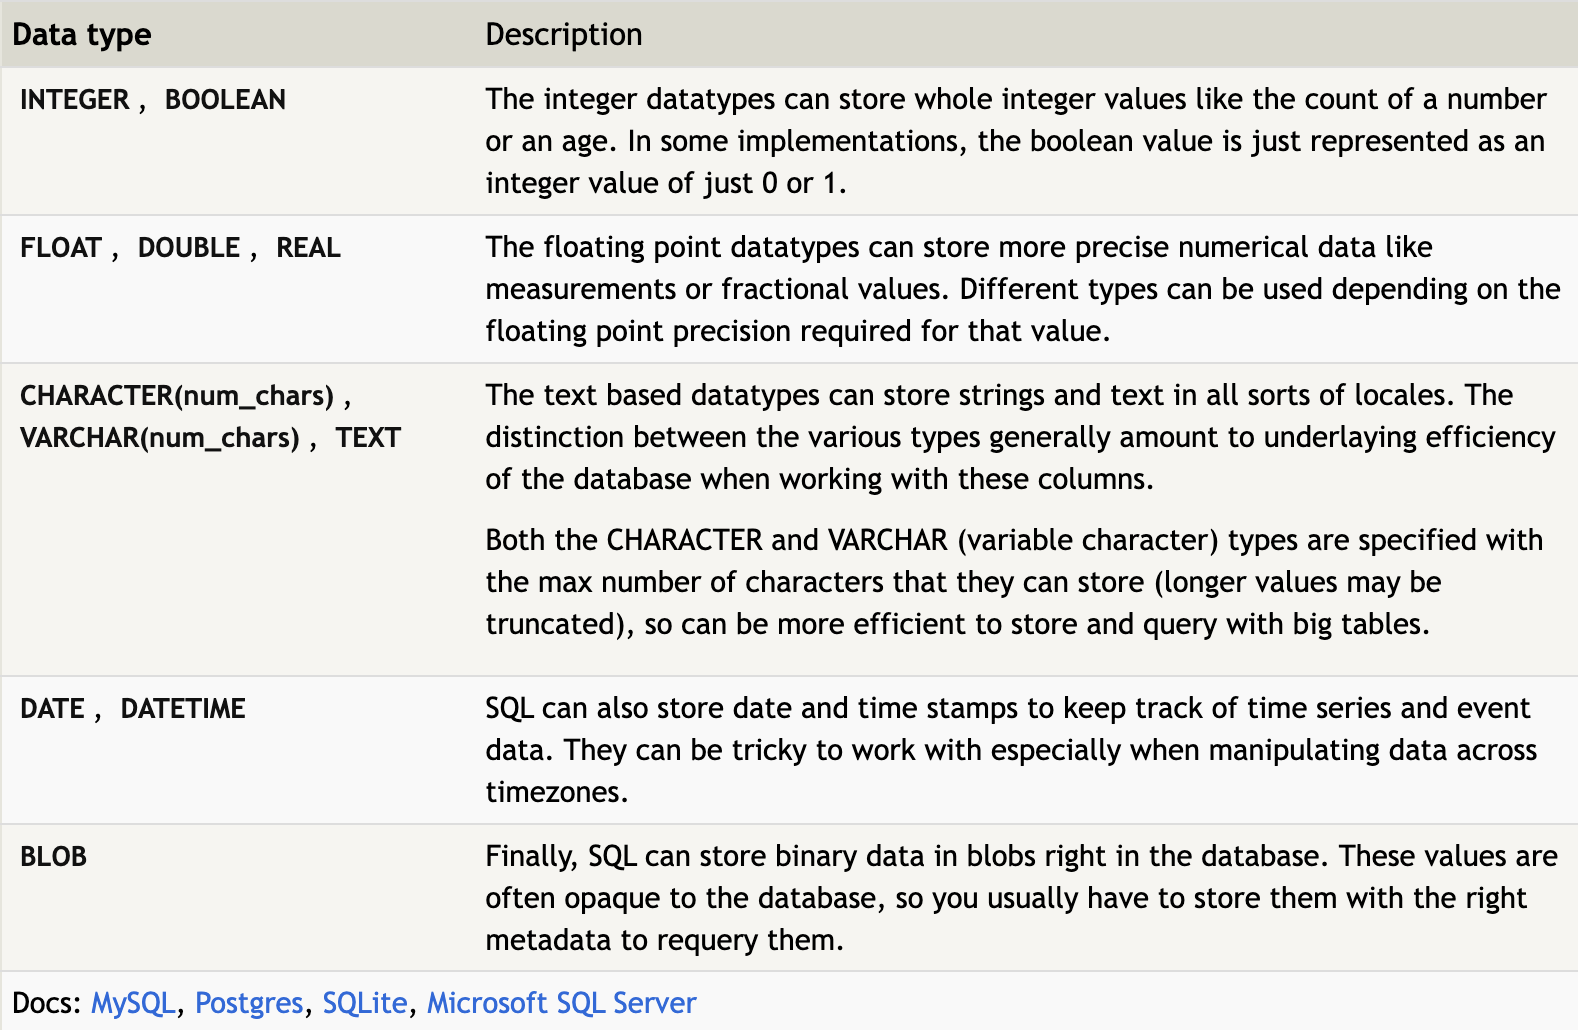 Data type Description
INTEGER , BOOLEAN The integer datatypes can store whole integer values like the count of a number
or an age. In some implementations, the boolean value is just represented as an
integer value of just 0 or 1.
FLOAT , DOUBLE , REAL The floating point datatypes can store more precise numerical data like
measurements or fractional values. Different types can be used depending on the
floating point precision required for that value.
CHARACTER(num_chars) , The text based datatypes can store strings and text in all sorts of locales. The
VARCHAR(num_chars) , TEXT distinction between the various types generally amount to underlaying efficiency
of the database when working with these columns.
Both the CHARACTER and VARCHAR (variable character) types are specified with
the max number of characters that they can store (longer values may be
truncated), so can be more efficient to store and query with big tables.
DATE , DATETIME SQL can also store date and time stamps to keep track of time series and event
data. They can be tricky to work with especially when manipulating data across
timezones.
BLOB Finally, SQL can store binary data in blobs right in the database. These values are
often opaque to the database, so you usually have to store them with the right
metadata to requery them.
Docs: MySQL, Postgres, SQLite, Microsoft SQL Server